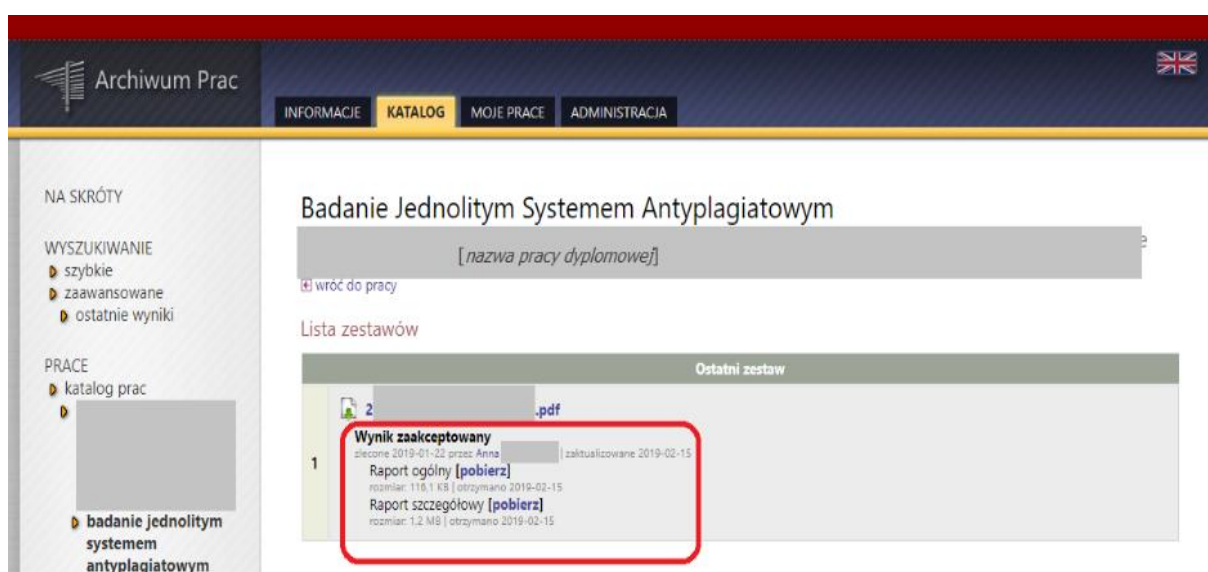 Archiwum Prac
INFORMACJE KATALOG MOJE PRACE ADMINISTRACJA
NA SKRÓTY
WYSZUKIWANIE
szybkie
zaawansowane
ostatnie wyniki
PRACE
katalog prac
badanie jednolitym
systemem
antyplagiatowym
Badanie Jednolitym Systemem Antyplagiatowym
[nazwa pracy dyplomowej]
wróć do pracy
Lista zestawów
Ostatni zestaw
1
2 .pdf
Wynik zaakceptowany
zlecone 2019-01-22 przez Anna | zaktualizowane 2019-02-15
Raport ogólny [pobierz]
rozmiar: 116,1 KB | otrzymano 2019-02-15
Raport szczegółowy [pobierz]
rozmiar: 1.2 MB | otrzymano 2019-02-15